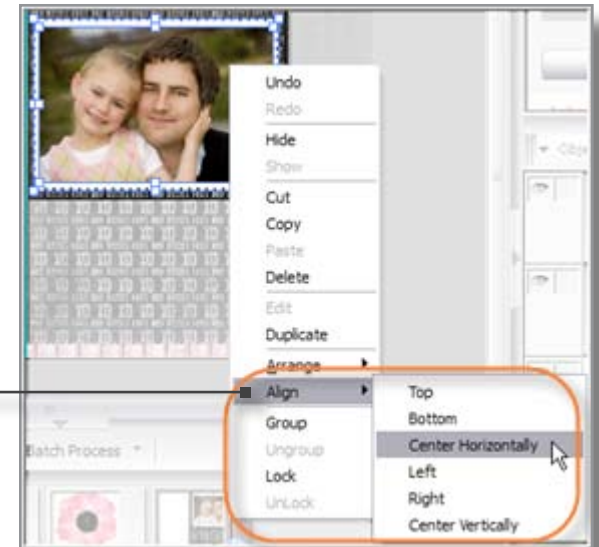 Undo
Redo
Hide
Show
Cut
Copy
Paste
Delete
Edit
Duplicate
Arrange
Align
Group
Ungroup
Lock
UnLock
Top
Bottom
Center Horizontally
Left
Right
Center Vertically
Batch Process